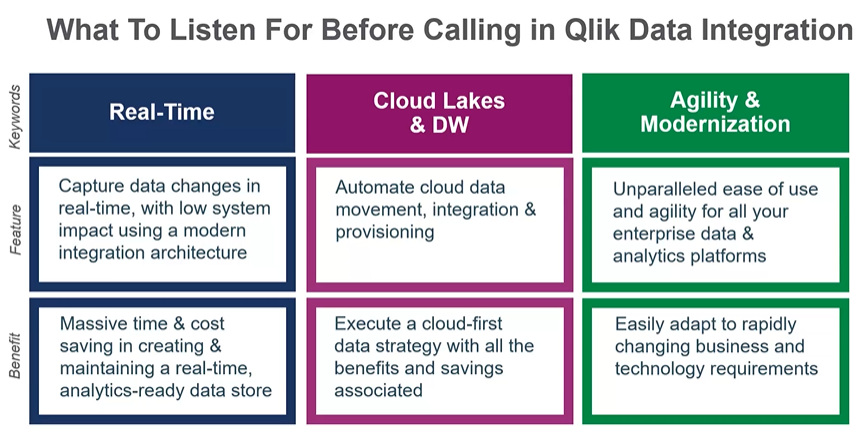 What To Listen For Before Calling in Qlik Data Integration
Keywords
Real-Time
Cloud Lakes
& DW
Agility &
Modernization
Feature
Capture data changes in
real-time, with low system
impact using a modern
integration architecture
Automate cloud data
movement, integration &
provisioning
Unparalleled ease of use
and agility for all your
enterprise data &
analytics platforms
Benefit
Massive time & cost
saving in creating &
maintaining a real-time,
analytics-ready data store
Execute a cloud-first
data strategy with all the
benefits and savings
associated
Easily adapt to rapidly
changing business and
technology requirements